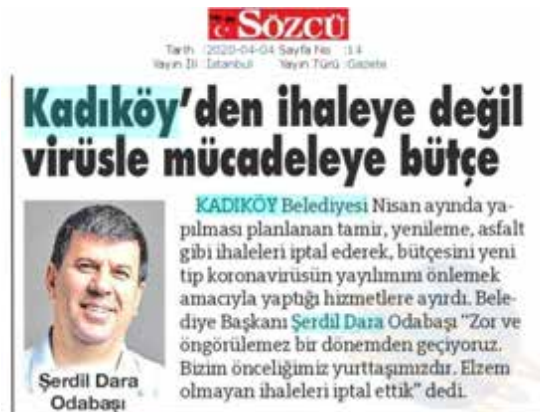 Sözcü
Tarih :2020-04-04 Sayfa No :14
Yayın İli :İstanbul Yayın Türü :Gazete
Kadıköy'den ihaleye değil
virüsle mücadeleye bütçe
KADIKÖY Belediyesi Nisan ayında ya-
pılması planlanan tamir, yenileme, asfalt
gibi ihaleleri iptal ederek, bütçesini yeni
tip koronavirüsün yayılımını önlemek
amacıyla yaptığı hizmetlere ayırdı. Bele-
diye Başkanı Şerdil Dara Odabaşı "Zor ve
öngörülemez bir dönemden geçiyoruz.
Bizim önceliğimiz yurttaşımızdır. Elzem
olmayan ihaleleri iptal ettik" dedi.
Şerdil Dara
Odabaşı